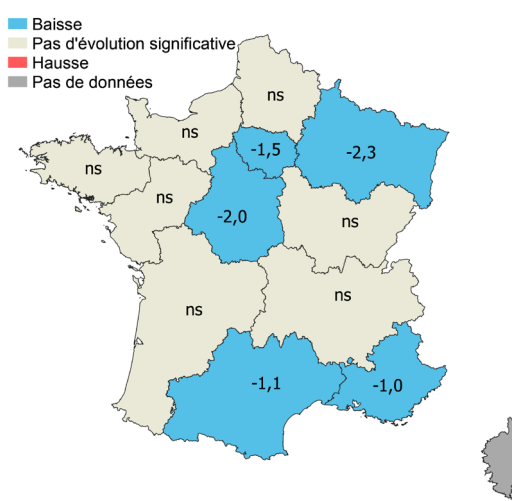 Baisse
Pas d'évolution significative
Hausse
Pas de données
ns
ns
-1,5
-2,3
ns
ns
-2,0
ns
ns
ns
-1,1
-1,0